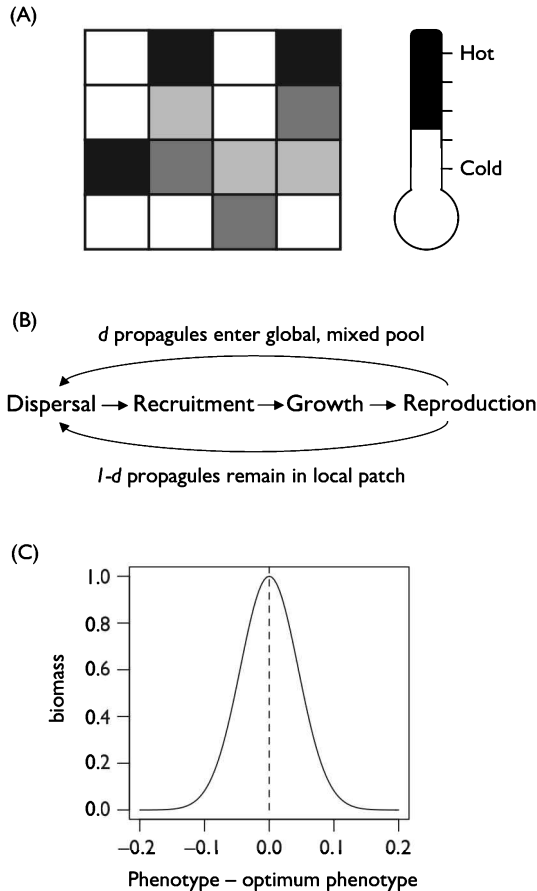 (A)
Hot
Cold
(B)
d propagules enter global, mixed pool
Dispersal → Recruitment → Growth → Reproduction
1-d propagules remain in local patch
(C)
1.0
0.8
0.6
0.4
0.2
0.0
biomass
−0.2 −0.1 0.0 0.1 0.2
Phenotype – optimum phenotype